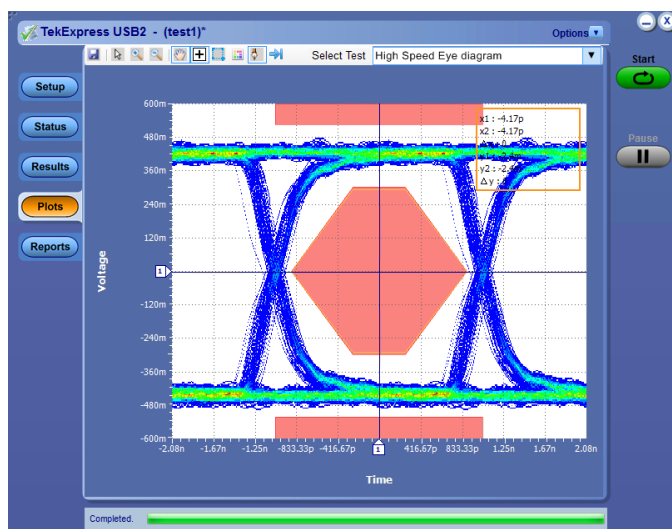 TekExpress USB2 - (test1)*
Options
Select Test
High Speed Eye diagram
Start
Pause
Setup
Status
Results
Plots
Reports
Voltage
600m
480m
360m
240m
120m
0
-120m
-240m
-360m
-480m
-600m
x1 : -4.17p
x2 : -4.17p
y2 : -2.4
Δ y :
1
1
-2.08n -1.67n -1.25n -833.33p -416.67p 416.67p 833.33p 1.25n 1.67n 2.08n
Time
Completed.